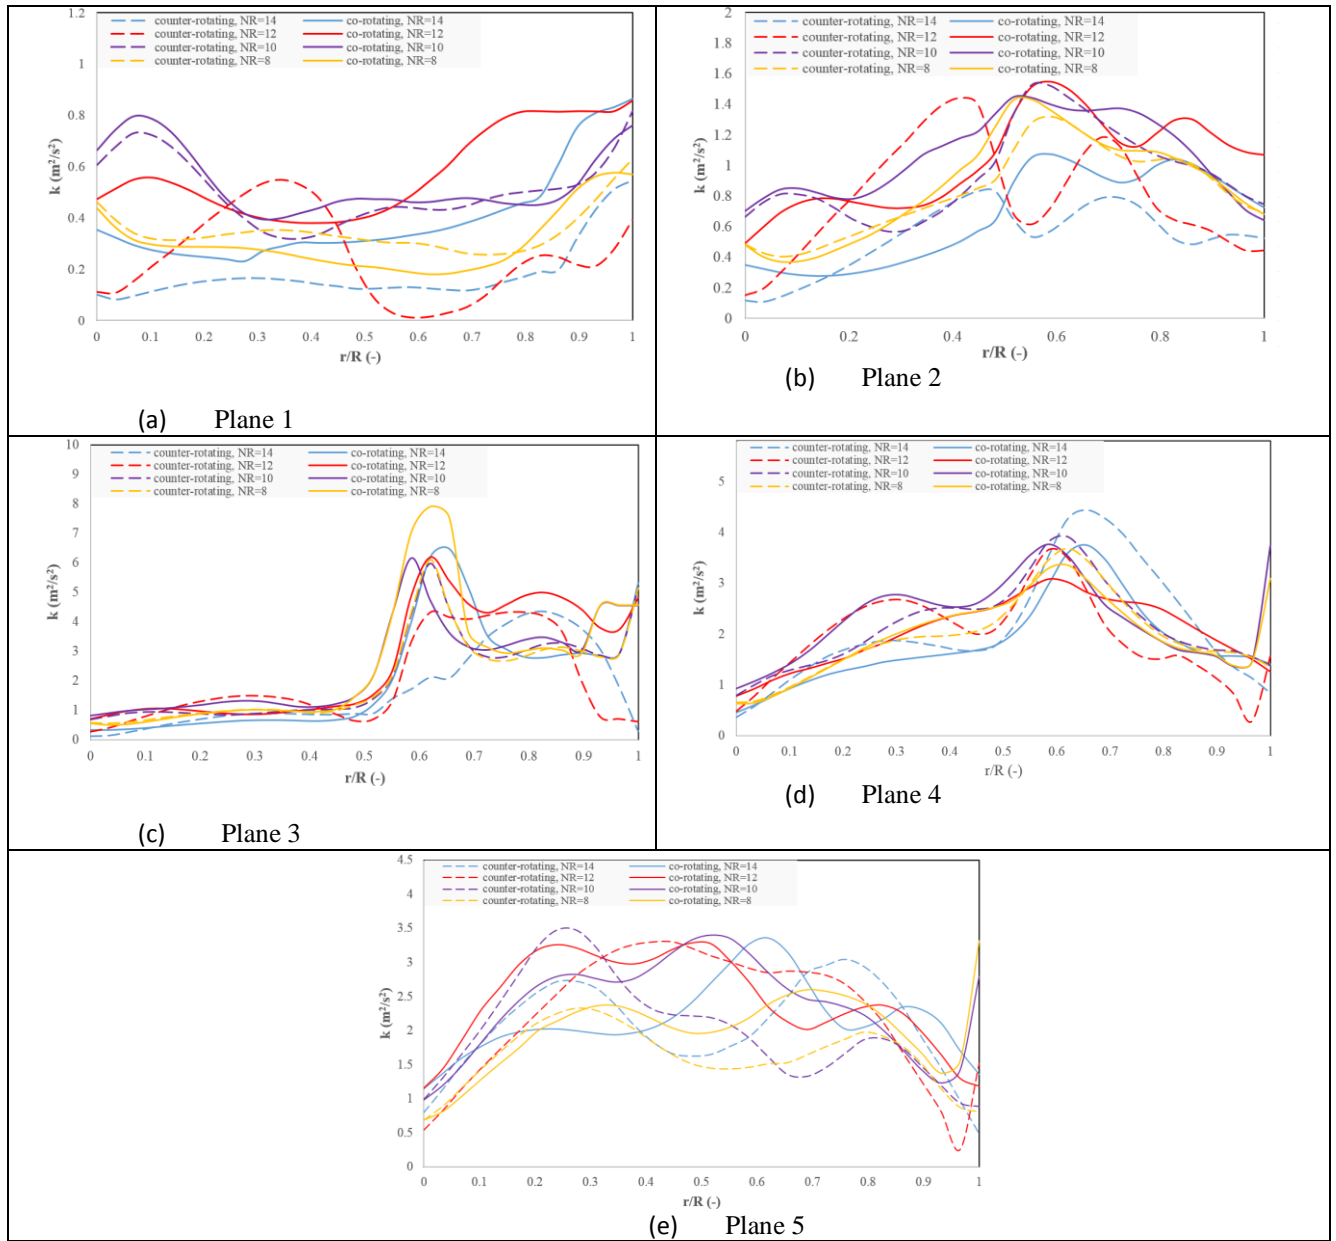 1.2
counter-rotating, NR=14 co-rotating, NR=14
counter-rotating, NR=12 co-rotating, NR=12
counter-rotating, NR=10 co-rotating, NR=10
counter-rotating, NR=8 co-rotating, NR=8
1
0.8
0.6
0.4
0.2
0
k (m²/s²)
0 0.1 0.2 0.3 0.4 0.5 0.6 0.7 0.8 0.9 1
r/R (-)
(a) Plane 1
2
counter-rotating, NR=14 co-rotating, NR=14
counter-rotating, NR=12 co-rotating, NR=12
counter-rotating, NR=10 co-rotating, NR=10
counter-rotating, NR=8 co-rotating, NR=8
1.8
1.6
1.4
1.2
1
0.8
0.6
0.4
0.2
0
k (m²/s²)
0 0.2 0.4 0.6 0.8 1
r/R (-)
(b) Plane 2
10
counter-rotating, NR=14 co-rotating, NR=14
counter-rotating, NR=12 co-rotating, NR=12
counter-rotating, NR=10 co-rotating, NR=10
counter-rotating, NR=8 co-rotating, NR=8
9
8
7
6
5
4
3
2
1
0
k (m²/s²)
0 0.1 0.2 0.3 0.4 0.5 0.6 0.7 0.8 0.9 1
r/R (-)
(c) Plane 3
counter-rotating, NR=14 co-rotating, NR=14
counter-rotating, NR=12 co-rotating, NR=12
counter-rotating, NR=10 co-rotating, NR=10
counter-rotating, NR=8 co-rotating, NR=8
5
4
3
2
1
0
k (m²/s²)
0 0.1 0.2 0.3 0.4 0.5 0.6 0.7 0.8 0.9 1
r/R (-)
(d) Plane 4
4.5
counter-rotating, NR=14 co-rotating, NR=14
counter-rotating, NR=12 co-rotating, NR=12
counter-rotating, NR=10 co-rotating, NR=10
counter-rotating, NR=8 co-rotating, NR=8
4
3.5
3
2.5
2
1.5
1
0.5
0
k (m²/s²)
0 0.1 0.2 0.3 0.4 0.5 0.6 0.7 0.8 0.9 1
r/R (-)
(e) Plane 5